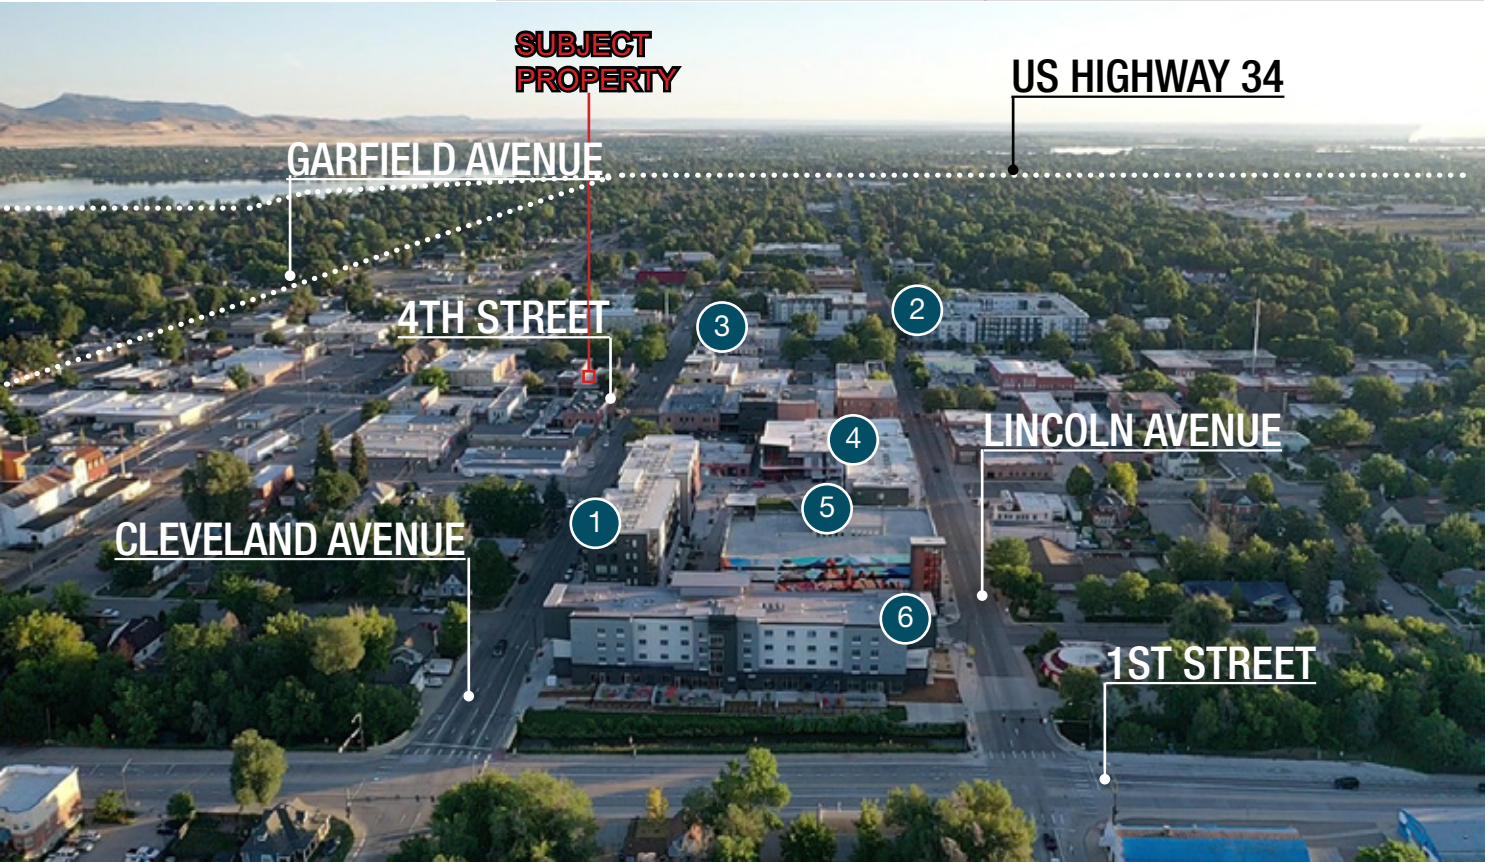 SUBJECT
PROPERTY
US HIGHWAY 34
GARFIELD AVENUE
4TH STREET
3
2
4
LINCOLN AVENUE
5
1
CLEVELAND AVENUE
6
1ST STREET